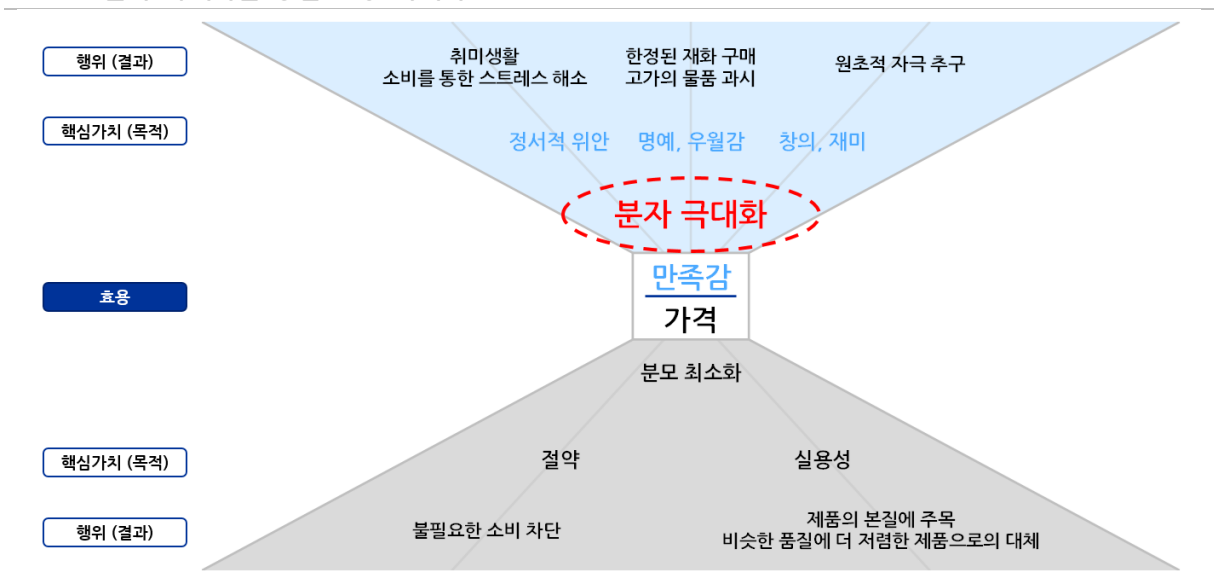 행위 (결과)
취미생활
소비를 통한 스트레스 해소
한정된 재화 구매
고가의 물품 과시
원초적 자극 추구
핵심가치 (목적)
정서적 위안
명예, 우월감
창의, 재미
분자 극대화
효용
만족감
가격
분모 최소화
핵심가치 (목적)
절약
실용성
행위 (결과)
불필요한 소비 차단
제품의 본질에 주목
비슷한 품질에 더 저렴한 제품으로의 대체